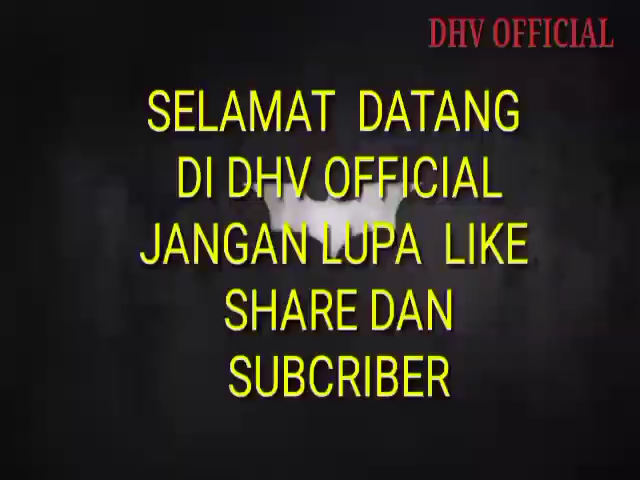 DHV OFFICIAL
SELAMAT DATANG
DI DHV OFFICIAL
JANGAN LUPA LIKE
SHARE DAN
SUBCRIBER